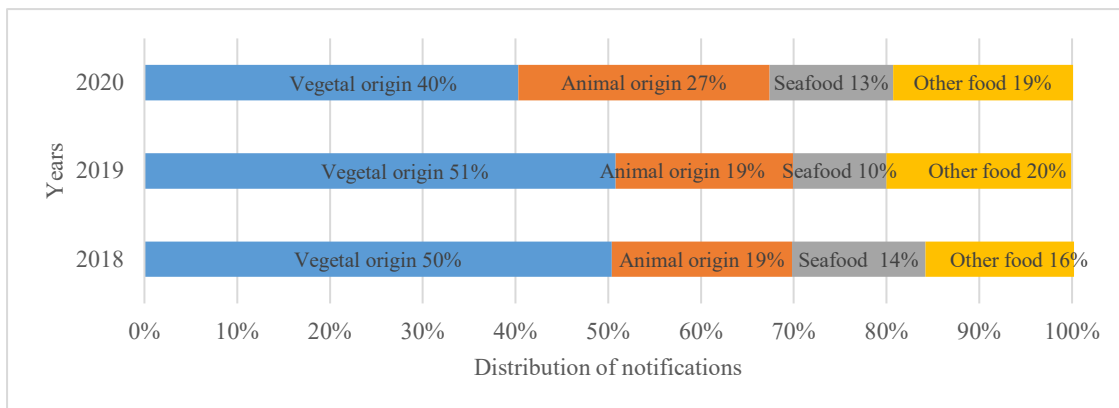 2020
Vegetal origin 40%
Animal origin 27%
Seafood 13%
Other food 19%
2019
Vegetal origin 51%
Animal origin 19%
Seafood 10%
Other food 20%
2018
Vegetal origin 50%
Animal origin 19%
Seafood 14%
Other food 16%
Years
0% 10% 20% 30% 40% 50% 60% 70% 80% 90% 100%
Distribution of notifications